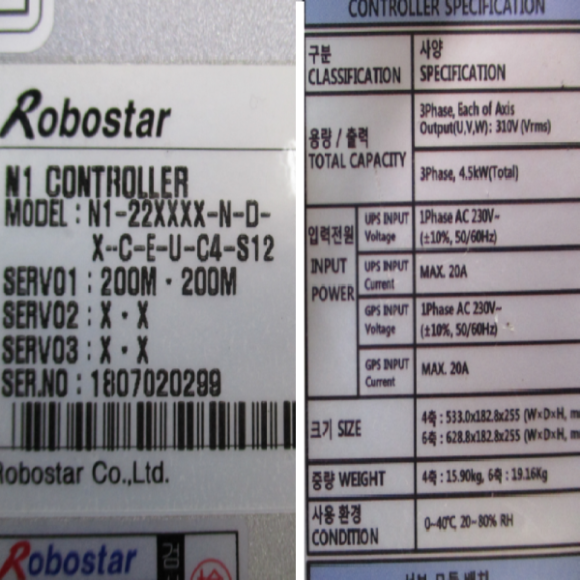 Robostar
N1 CONTROLLER
MODEL : N1-22XXXX-N-D-
X-C-E-U-C4-S12
SERVO1 : 200M · 200M
SERVO2 : X · X
SERVO3 : X · X
SER.NO : 1807020299
Robostar Co.,Ltd.
Robostar
CONTROLLER SPECIFICATION
구분 사양
CLASSIFICATION SPECIFICATION
용량 / 출력
TOTAL CAPACITY
3Phase, Each of Axis
Output(U,V,W): 310V (Vrms)
3Phase, 4.5kW(Total)
입력전원
INPUT
POWER
UPS INPUT
Voltage
1Phase AC 230V~
(±10%, 50/60Hz)
UPS INPUT
Current
MAX. 20A
GPS INPUT
Voltage
1Phase AC 230V~
(±10%, 50/60Hz)
GPS INPUT
Current
MAX. 20A
크기 SIZE
4축 : 533.0x182.8x255 (W×D×H,
6축 : 628.8x182.8x255 (W×D×H,
중량 WEIGHT 4축 : 15.90kg, 6축 : 19.16Kg
사용 환경
CONDITION
0~40℃, 20~80% RH